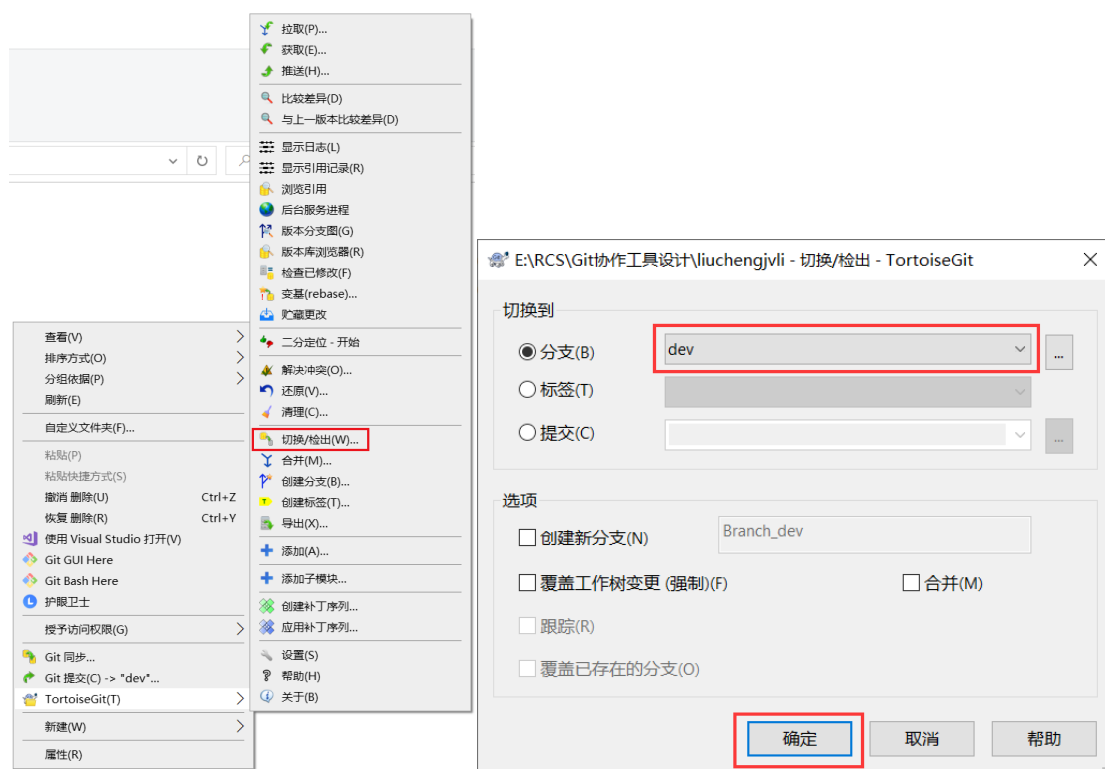 拉取(P)...
获取(E)...
推送(H)...
比较差异(D)
与上一版本比较差异(D)
显示日志(L)
显示引用记录(R)
浏览引用
后台服务进程
版本分支图(G)
版本库浏览器(R)
检查已修改(F)
变基(rebase)...
贮藏更改
二分定位 - 开始
解决冲突(O)...
还原(V)...
清理(C)...
切换/检出(W)...
合并(M)...
创建分支(B)...
创建标签(T)...
导出(X)...
添加(A)...
添加子模块...
创建补丁序列...
应用补丁序列...
设置(S)
帮助(H)
关于(B)
查看(V)
排序方式(O)
分组依据(P)
刷新(E)
自定义文件夹(F)...
粘贴(P)
粘贴快捷方式(S)
撤消 删除(U) Ctrl+Z
恢复 删除(R) Ctrl+Y
使用 Visual Studio 打开(V)
Git GUI Here
Git Bash Here
护眼卫士
授予访问权限(G)
Git 同步...
Git 提交(C) -> "dev"...
TortoiseGit(T)
新建(W)
属性(R)
E:\RCS\Git协作工具设计\liuchengjvli - 切换/检出 - TortoiseGit
切换到
分支(B) dev ...
标签(T)
提交(C) ...
选项
创建新分支(N) Branch_dev
覆盖工作树变更 (强制)(F) 合并(M)
跟踪(R)
覆盖已存在的分支(O)
确定 取消 帮助